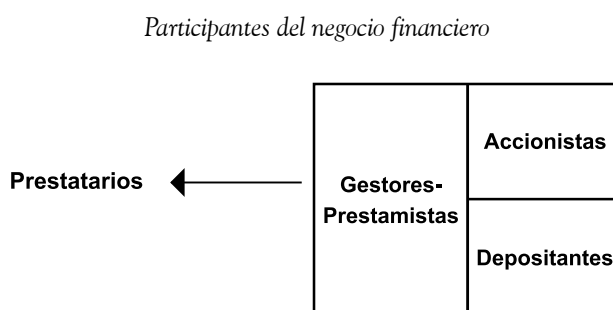 Participantes del negocio financiero
Prestatarios
Gestores-
Prestamistas
Accionistas
Depositantes